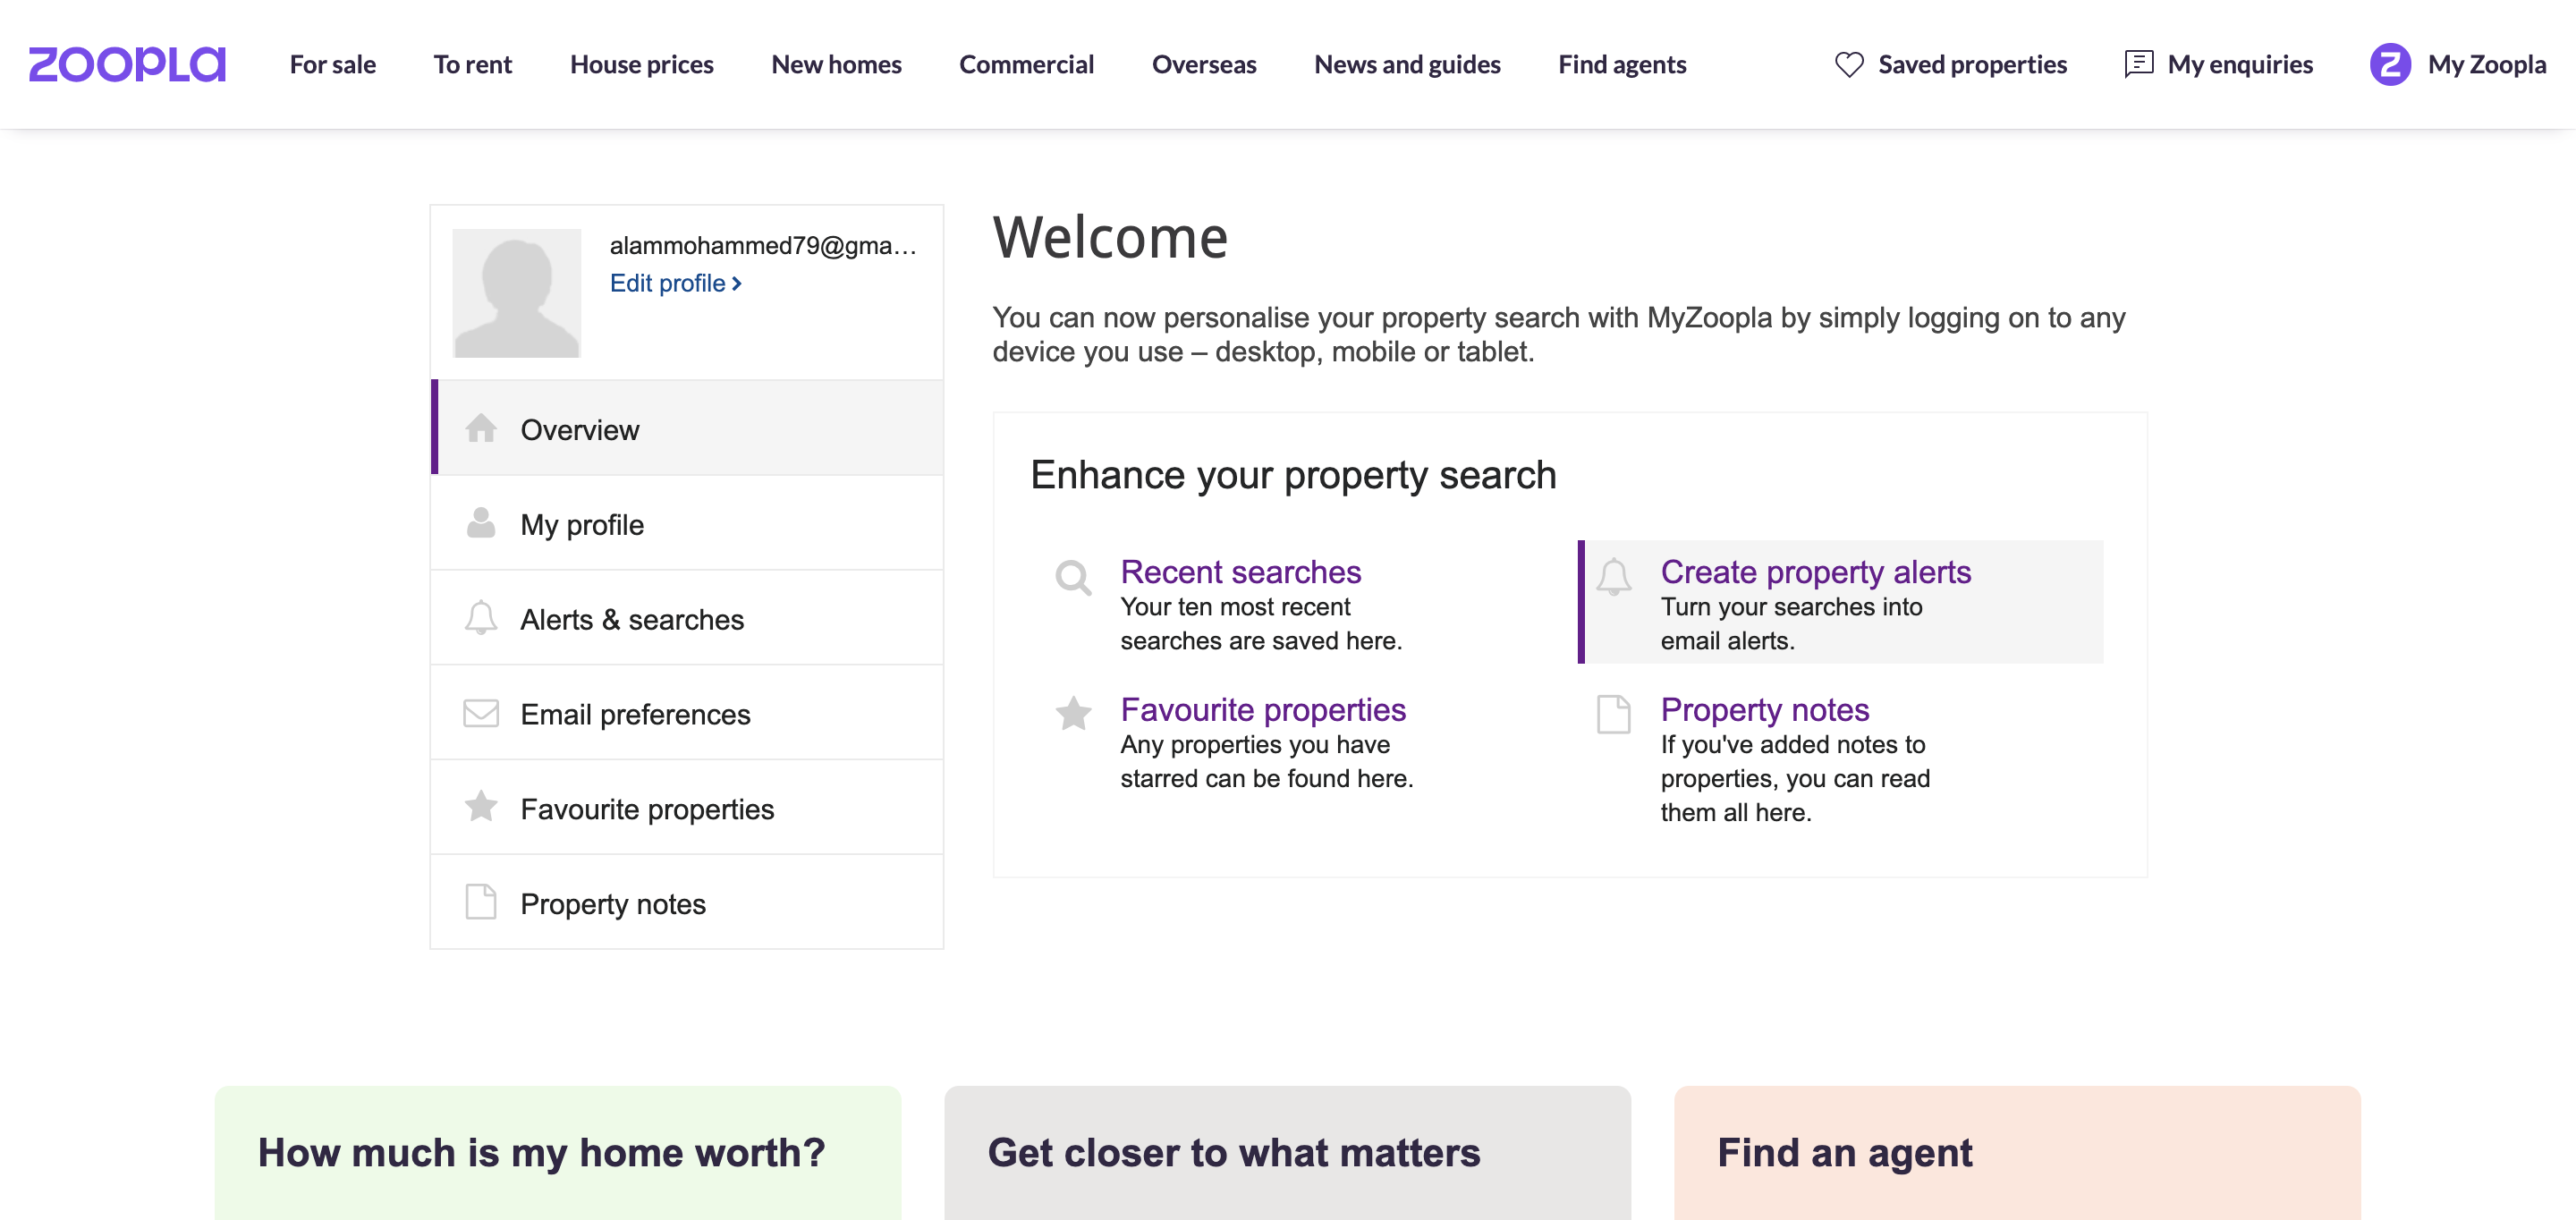 zoopla
For sale
To rent
House prices
New homes
Commercial
Overseas
News and guides
Find agents
Saved properties
My enquiries
Z
My Zoopla
alammohammed79@gma...
Edit profile
Overview
My profile
Alerts & searches
Email preferences
Favourite properties
Property notes
Welcome
You can now personalise your property search with MyZoopla by simply logging on to any
device you use – desktop, mobile or tablet.
Enhance your property search
Recent searches
Your ten most recent
searches are saved here.
Create property alerts
Turn your searches into
email alerts.
Favourite properties
Any properties you have
starred can be found here.
Property notes
If you've added notes to
properties, you can read
them all here.
How much is my home worth?
Get closer to what matters
Find an agent